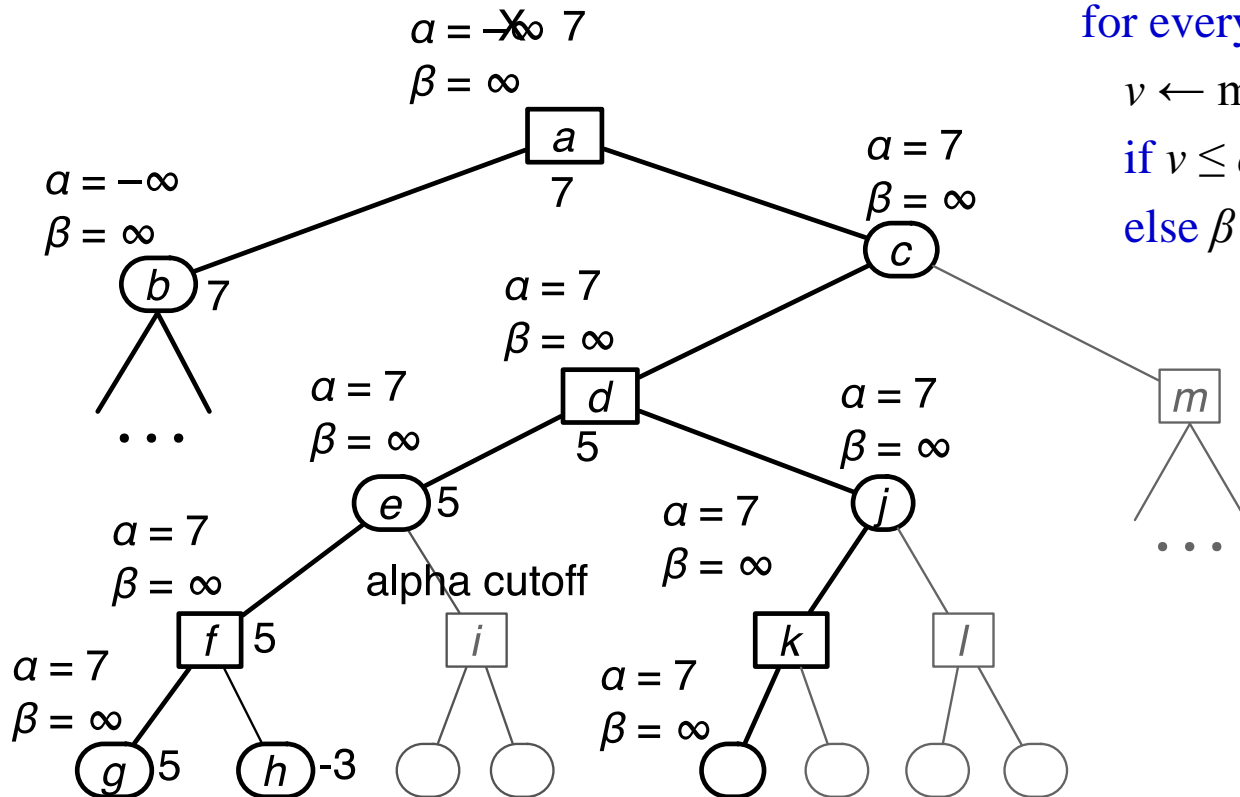 α = –∞ 7
β = ∞
a
7
for every
v ← m
if v ≤
else β
α = –∞
β = ∞
b 7
. . .
α = 7
β = ∞
c
α = 7
β = ∞
d
5
m
. . .
α = 7
β = ∞
e 5
α = 7
β = ∞
j
α = 7
β = ∞
f 5
alpha cutoff
i
α = 7
β = ∞
k
l
α = 7
β = ∞
g 5
h -3
α = 7
β = ∞